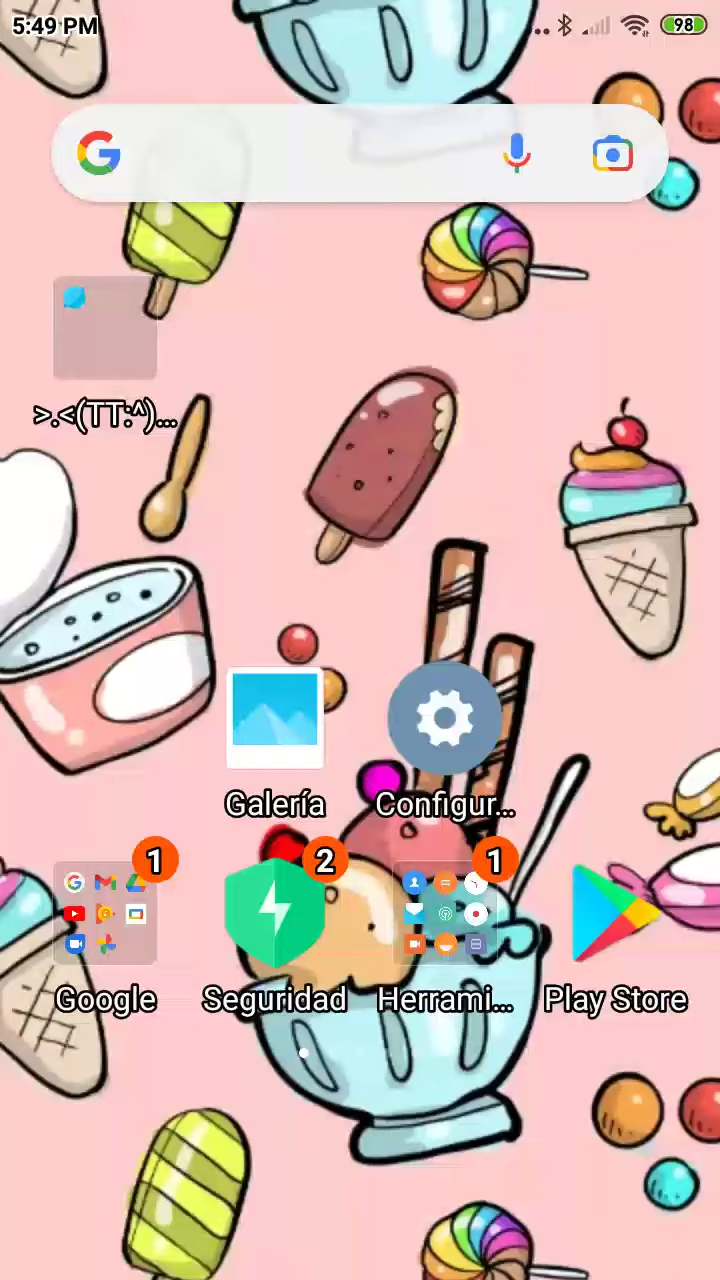 5:49 PM
98
>.<(TT:^)...
Galería
Configur...
1
2
1
Google
Seguridad
Herrami...
Play Store